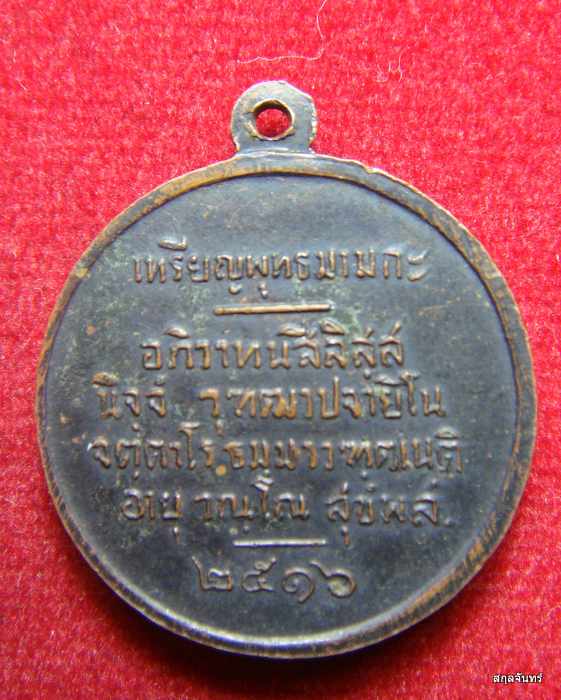 เหรียญพุทธมามกะ
อภิวาทนสีลิสฺส
นิจจํ วุฑฒาปจายิโน
จตฺตาโร ธมมา วฑฺฒนติ
อายุ วณฺโณ สุขํ พลํ
๒๕๑๖
สกุลจันทร์